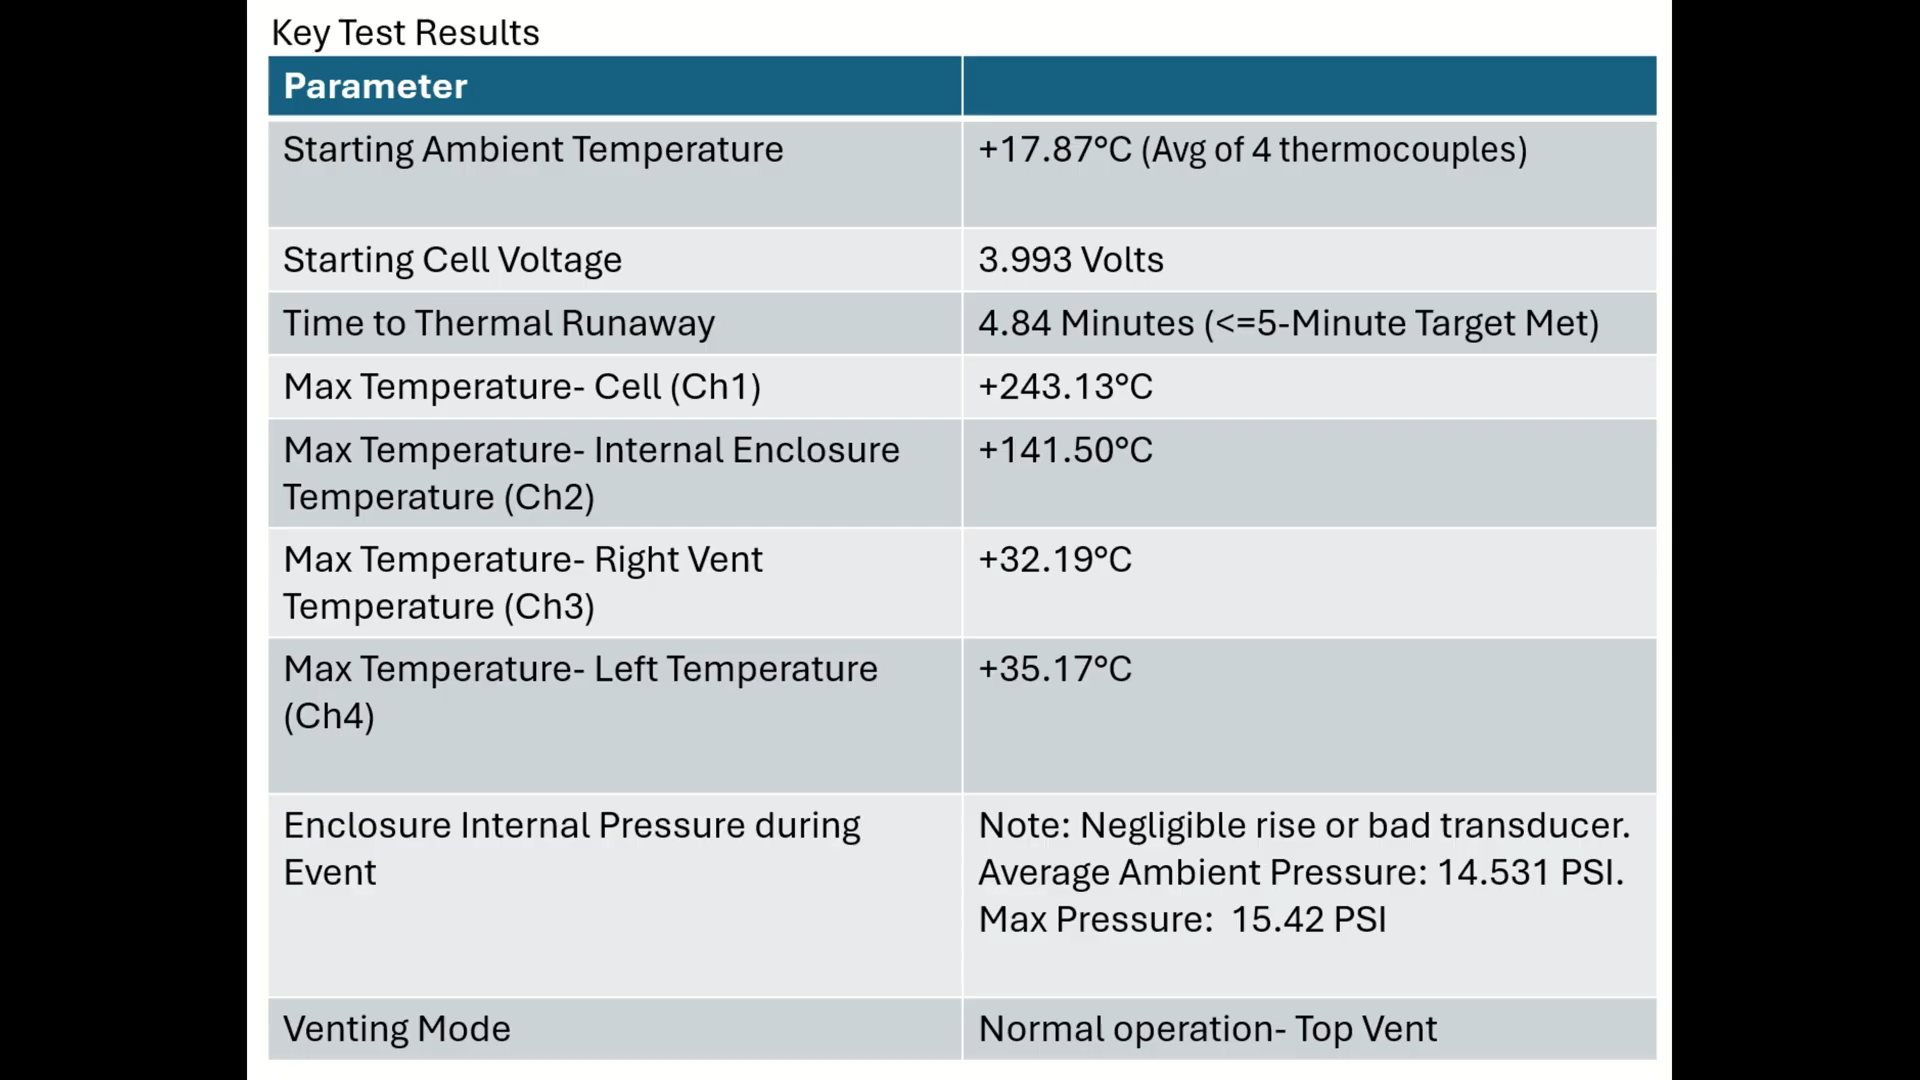 Key Test Results
Parameter
Starting Ambient Temperature
+17.87°C (Avg of 4 thermocouples)
Starting Cell Voltage
3.993 Volts
Time to Thermal Runaway
4.84 Minutes (<=5-Minute Target Met)
Max Temperature- Cell (Ch1)
+243.13°C
Max Temperature- Internal Enclosure
Temperature (Ch2)
+141.50°C
Max Temperature- Right Vent
Temperature (Ch3)
+32.19°C
Max Temperature- Left Temperature
(Ch4)
+35.17°C
Enclosure Internal Pressure during
Event
Note: Negligible rise or bad transducer.
Average Ambient Pressure: 14.531 PSI.
Max Pressure:  15.42 PSI
Venting Mode
Normal operation- Top Vent